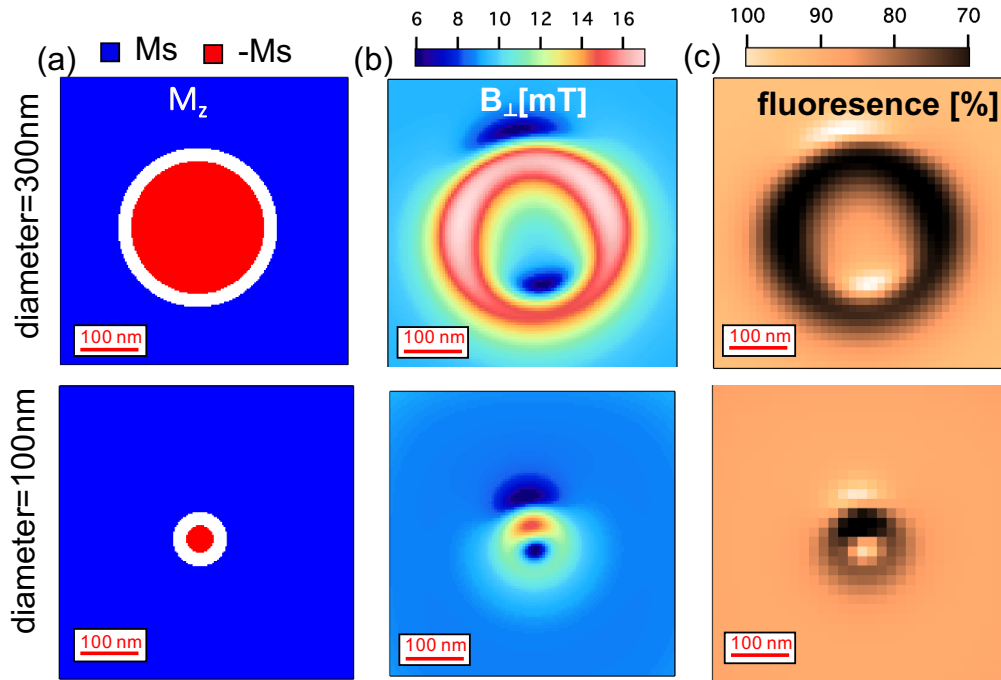 (a) Ms -Ms
(b) 6 8 10 12 14 16
(c) 100 90 80 70
diameter=300nm
Mz
B⊥[mT]
fluoresence [%]
100 nm
100 nm
100 nm
diameter=100nm
100 nm
100 nm
100 nm